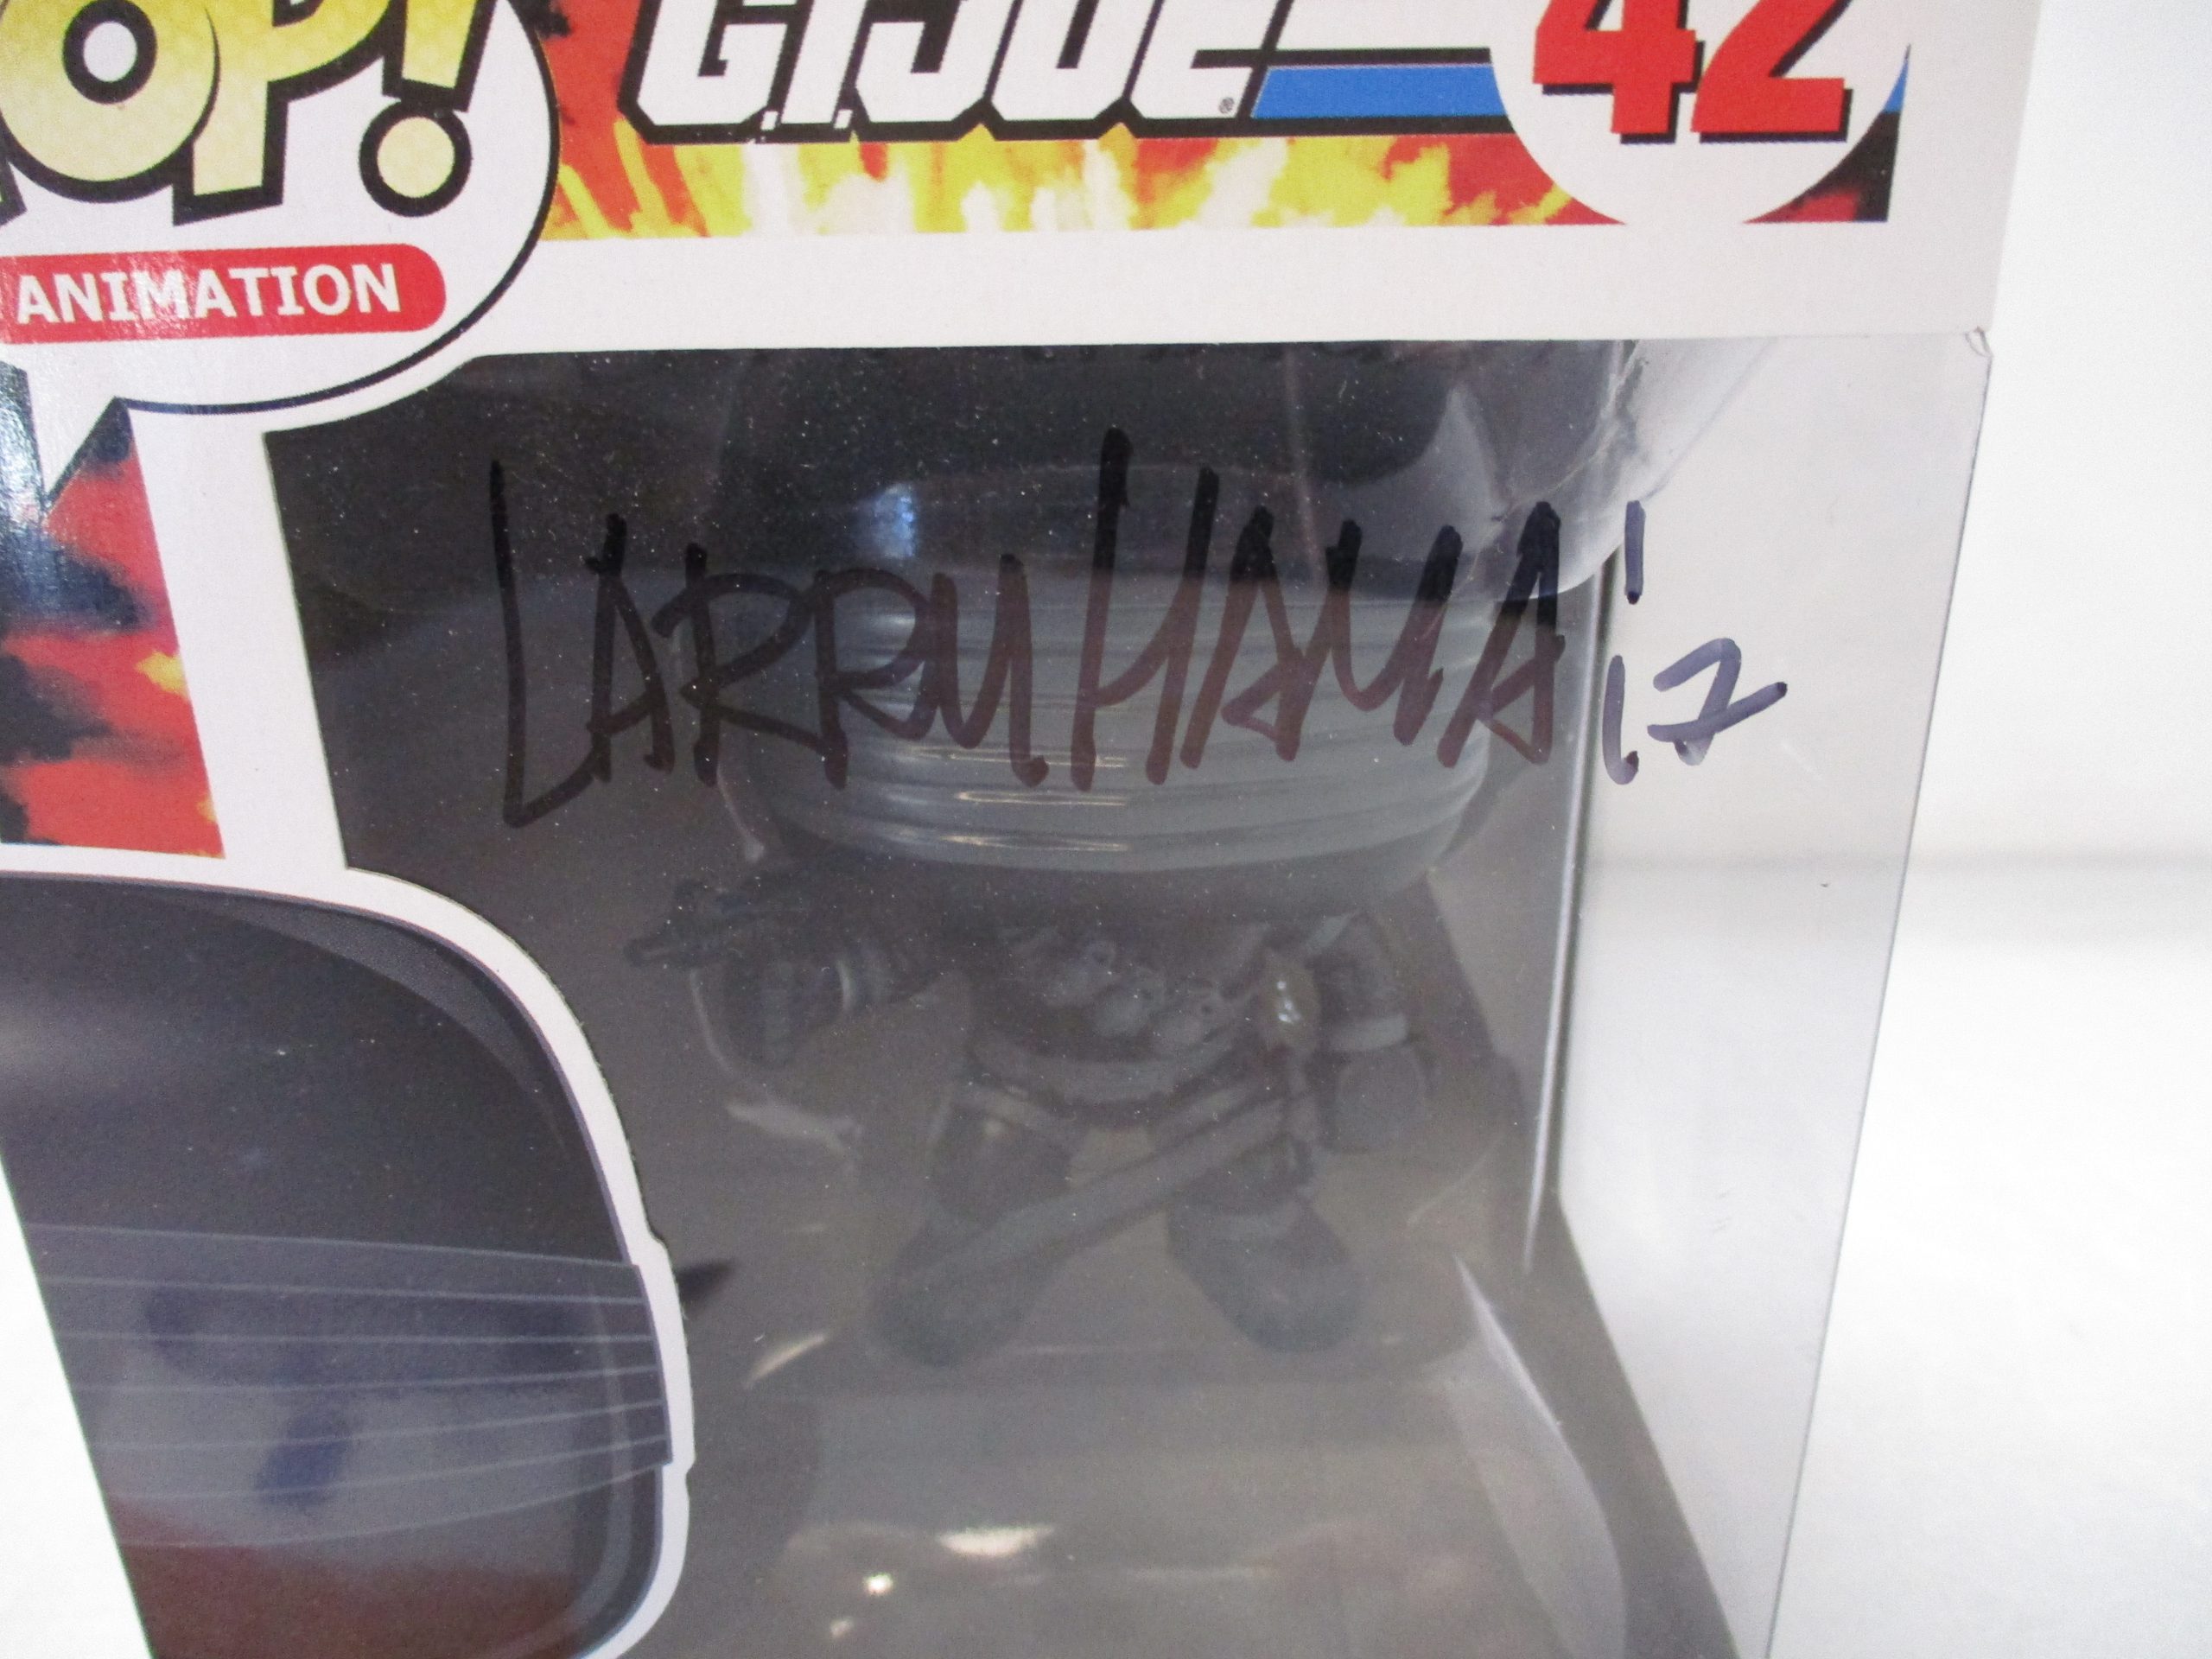 OP!
G.I.JOE®
42
ANIMATION
LARRY HAMA '17